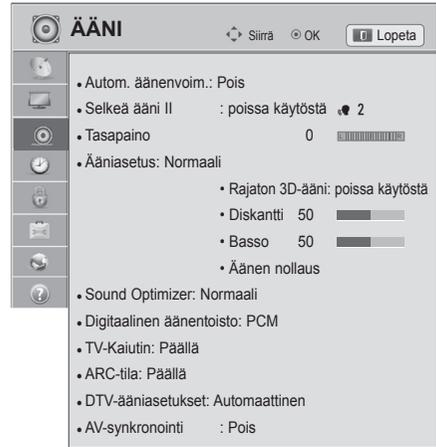 ÄÄNI
Siirrä OK Lopeta
• Autom. äänenvoim.: Pois
• Selkeä ääni II : poissa käytöstä 2
• Tasapaino 0 L R
• Ääniasetus: Normaali
• Rajaton 3D-ääni: poissa käytöstä
• Diskantti 50
• Basso 50
• Äänen nollaus
• Sound Optimizer: Normaali
• Digitaalinen äänentoisto: PCM
• TV-Kaiutin: Päällä
• ARC-tila: Päällä
• DTV-ääniasetukset: Automaattinen
• AV-synkronointi : Pois
?